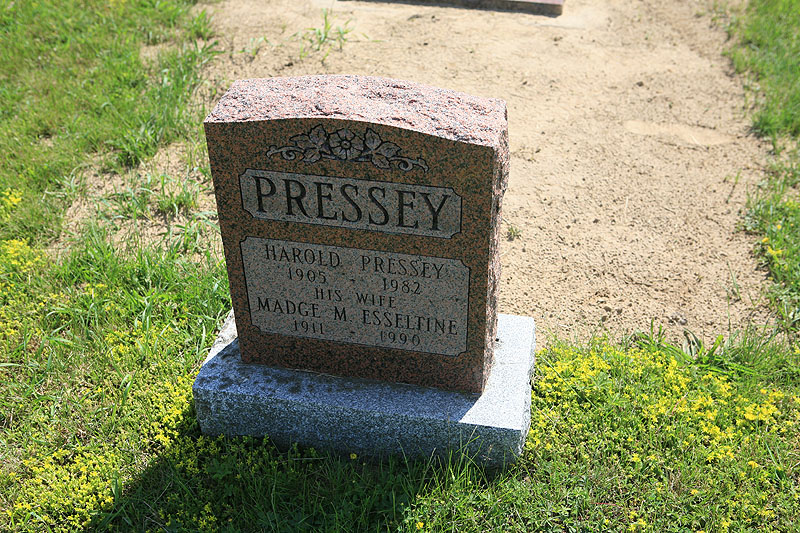 PRESSEY
HAROLD PRESSEY
1905 - 1982
HIS WIFE
MADGE M. ESSELTINE
1911 - 1990